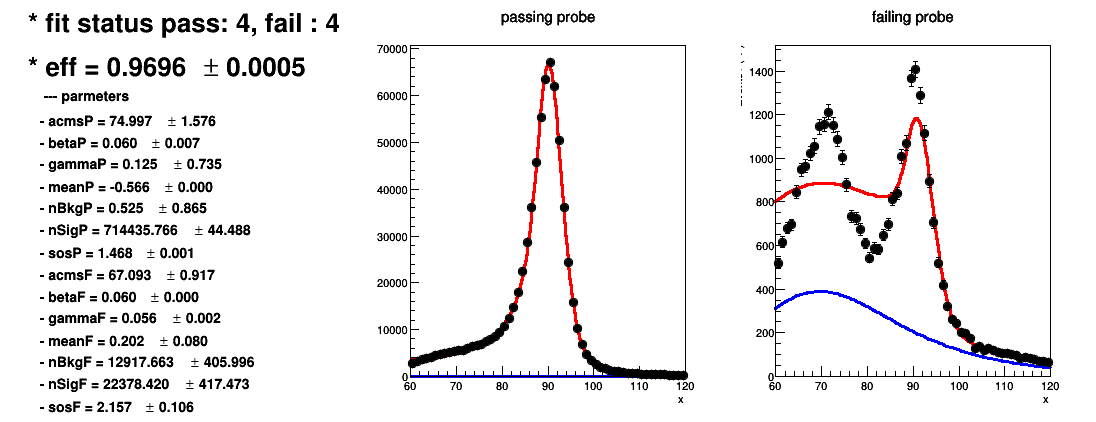 * fit status pass: 4, fail : 4
* eff = 0.9696 ± 0.0005
--- parmeters
- acmsP = 74.997 ± 1.576
- betaP = 0.060 ± 0.007
- gammaP = 0.125 ± 0.735
- meanP = -0.566 ± 0.000
- nBkgP = 0.525 ± 0.865
- nSigP = 714435.766 ± 44.488
- sosP = 1.468 ± 0.001
- acmsF = 67.093 ± 0.917
- betaF = 0.060 ± 0.000
- gammaF = 0.056 ± 0.002
- meanF = 0.202 ± 0.080
- nBkgF = 12917.663 ± 405.996
- nSigF = 22378.420 ± 417.473
- sosF = 2.157 ± 0.106
passing probe
70000
60000
50000
40000
30000
20000
10000
0
60 70 80 90 100 110 120
x
failing probe
1400
1200
1000
800
600
400
200
0
60 70 80 90 100 110 120
x